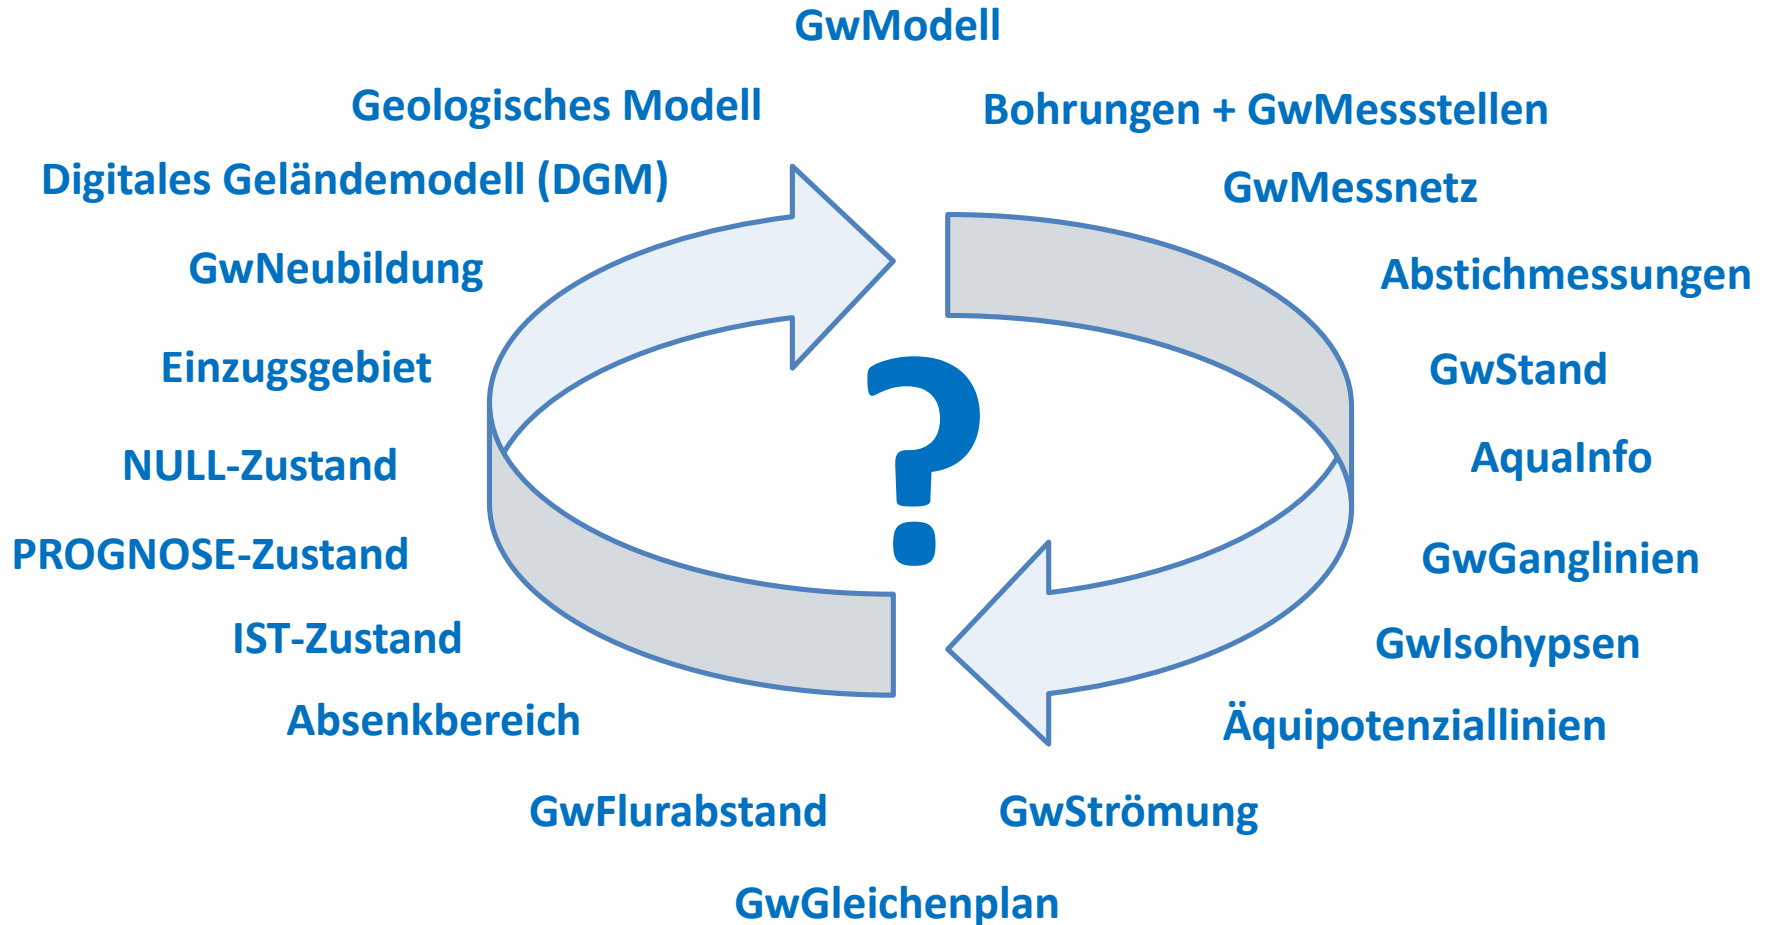 GwModell
Geologisches Modell
Bohrungen + GwMessstellen
Digitales Geländemodell (DGM)
GwMessnetz
GwNeubildung
Abstichmessungen
Einzugsgebiet
GwStand
?
NULL-Zustand
AquaInfo
PROGNOSE-Zustand
GwGanglinien
IST-Zustand
GwIsohypsen
Absenkbereich
Äquipotenziallinien
GwFlurabstand
GwStrömung
GwGleichenplan